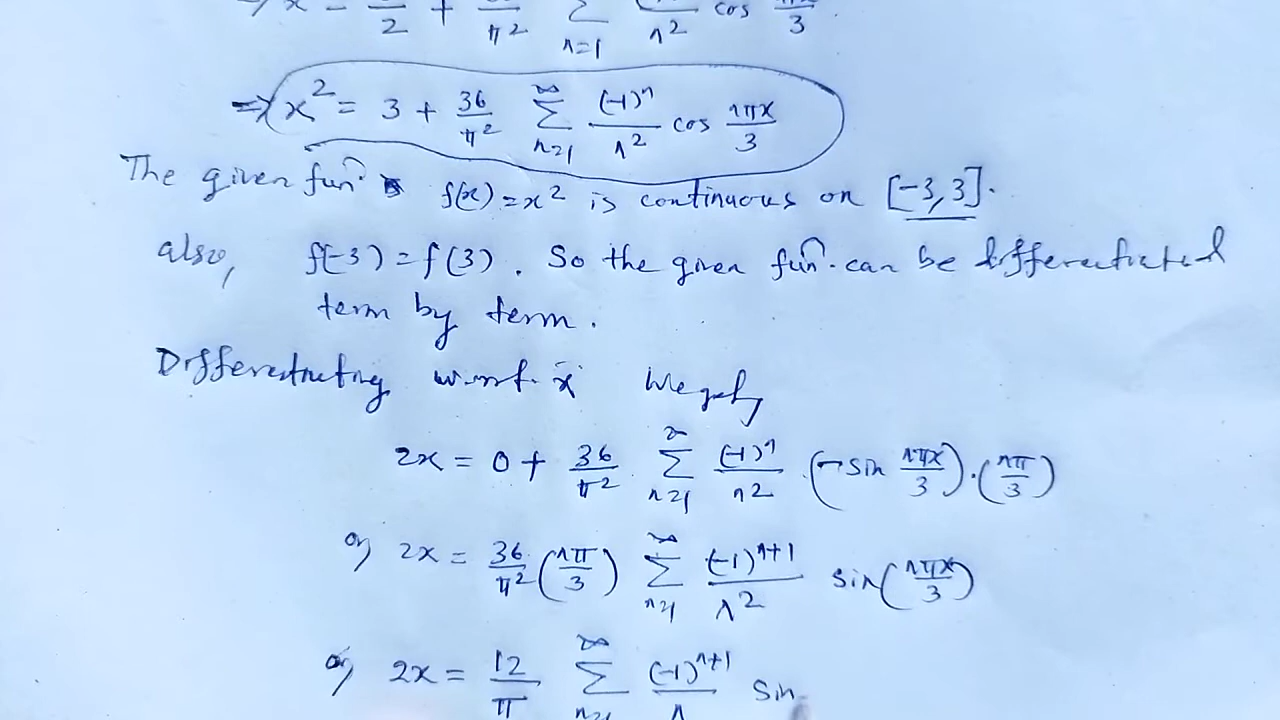 ⇒ x² = 3 + 36/π² ∑_{n=1}^∞ (-1)ⁿ/n² cos nπx/3
The given fun. f(x) = x² is continuous on [-3, 3].
also, f(-3) = f(3). So the given fun. can be differentiated
term by term.
Differentiating w.r.t. x we get,
2x = 0 + 36/π² ∑_{n=1}^∞ (-1)ⁿ/n² (-sin nπx/3).(nπ/3)
or, 2x = 36/π² (nπ/3) ∑_{n=1}^∞ (-1)ⁿ⁺¹/n² sin(nπx/3)
or, 2x = 12/π ∑_{n=1}^∞ (-1)ⁿ⁺¹/n sin